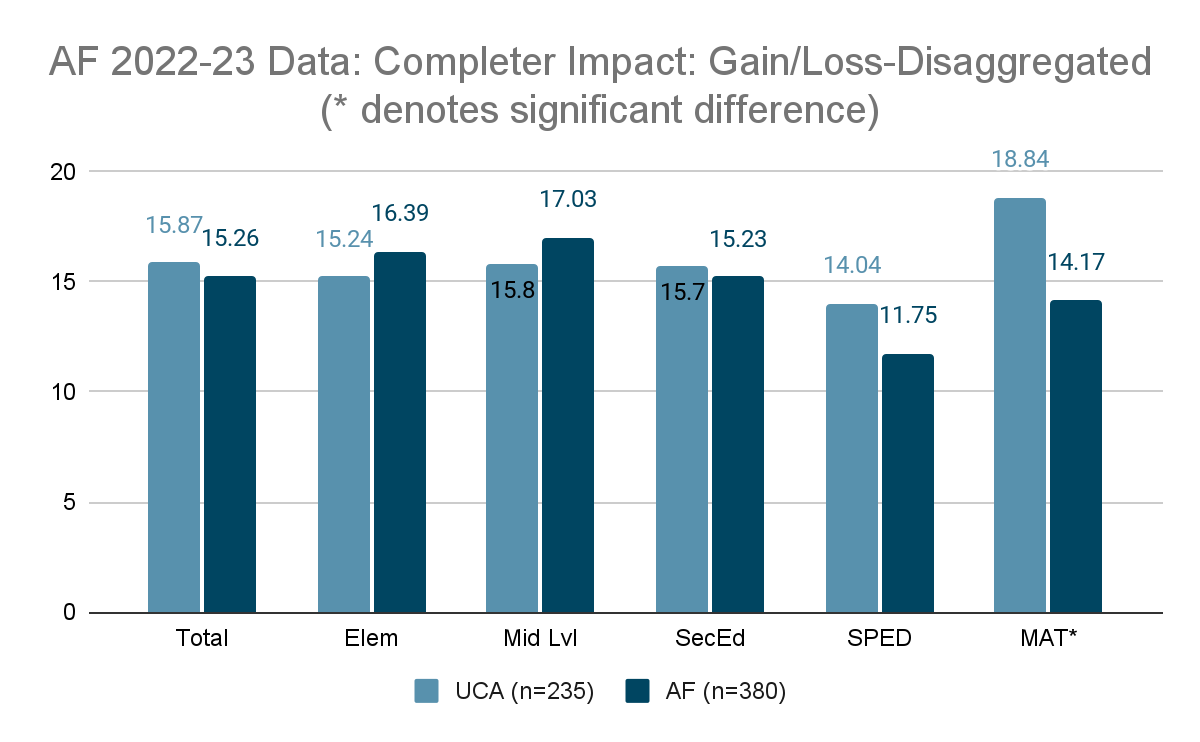 AF 2022-23 Data: Completer Impact: Gain/Loss-Disaggregated
(* denotes significant difference)
20
15
10
5
0
15.87
15.26
15.24
16.39
15.8
17.03
15.7
15.23
14.04
11.75
18.84
14.17
Total
Elem
Mid Lvl
SecEd
SPED
MAT*
UCA (n=235)
AF (n=380)